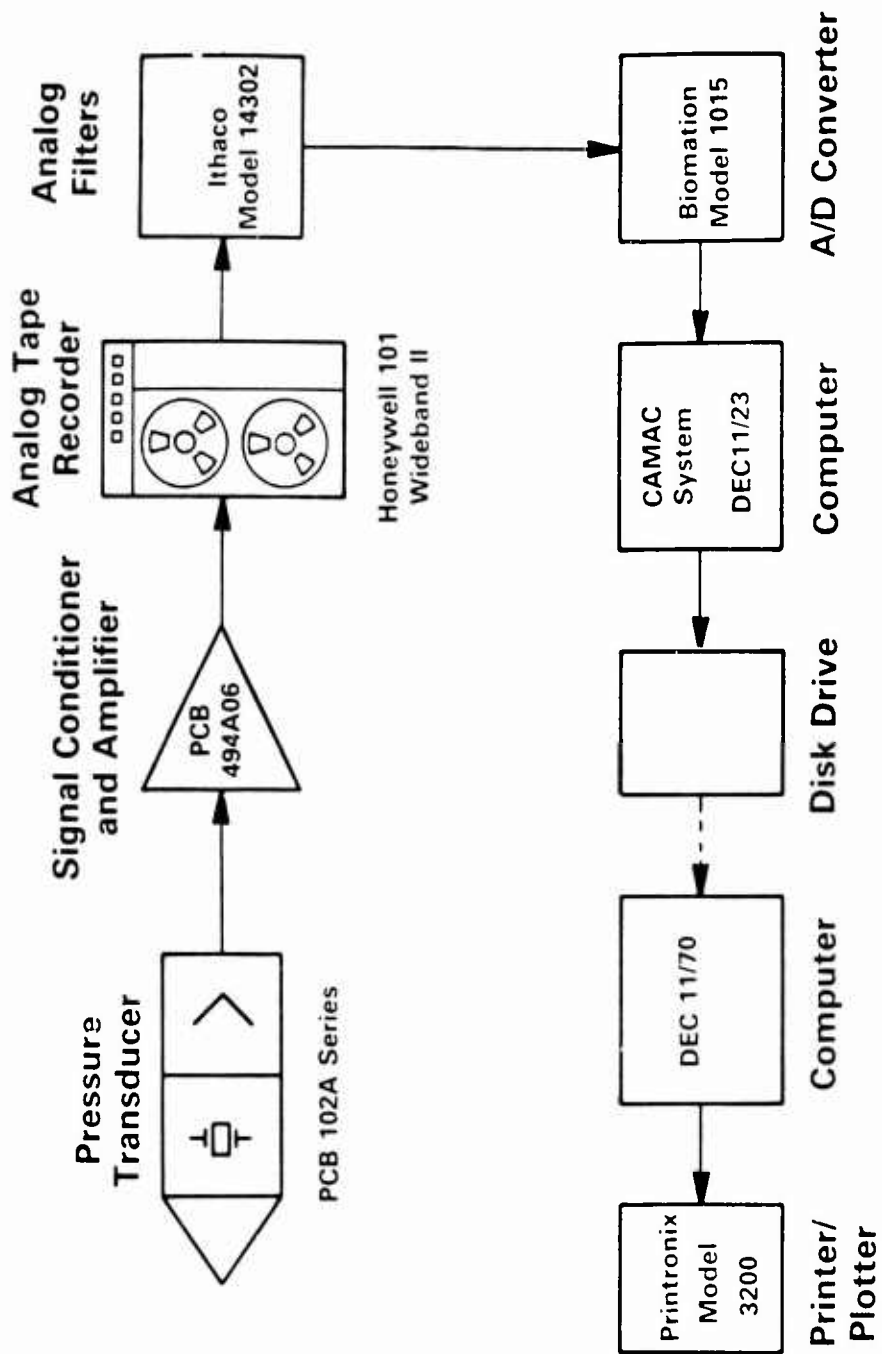 Pressure
Transducer
PCB 102A Series
Signal Conditioner
and Amplifier
PCB
494A06
Analog Tape
Recorder
Honeywell 101
Wideband II
Analog
Filters
Ithaco
Model 14302
Biomation
Model 1015
A/D Converter
CAMAC
System
DEC11/23
Computer
Disk Drive
DEC 11/70
Computer
Printronix
Model
3200
Printer/
Plotter